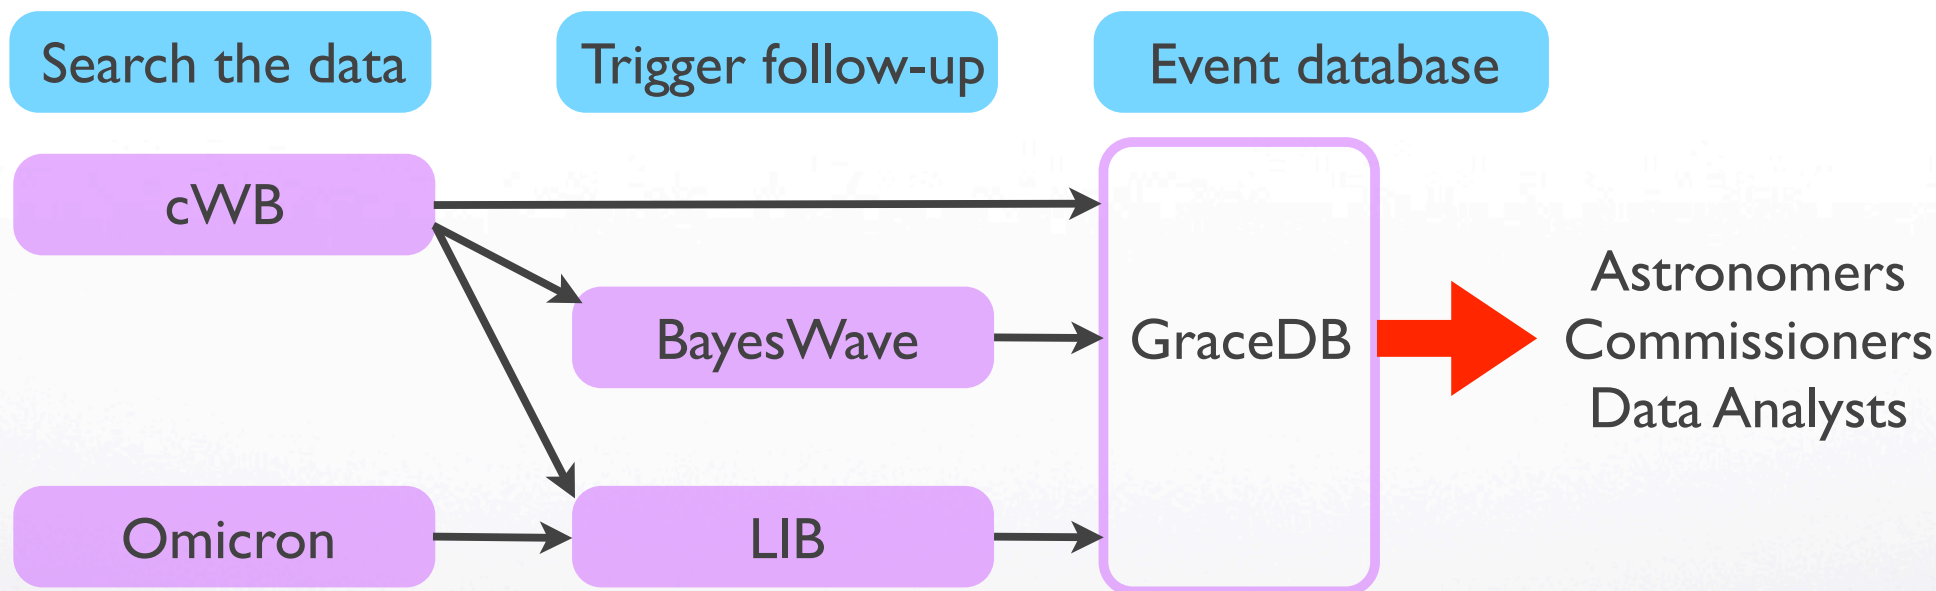 Search the data
Trigger follow-up
Event database
cWB
BayesWave
GraceDB
Omicron
LIB
Astronomers
Commissioners
Data Analysts